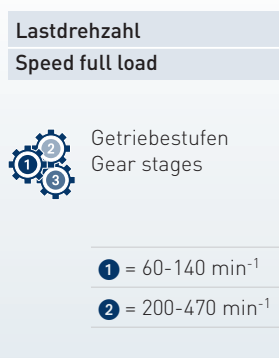 Lastdrehzahl
Speed full load
1 2 3
Getriebestufen
Gear stages
1 = 60-140 min⁻¹
2 = 200-470 min⁻¹